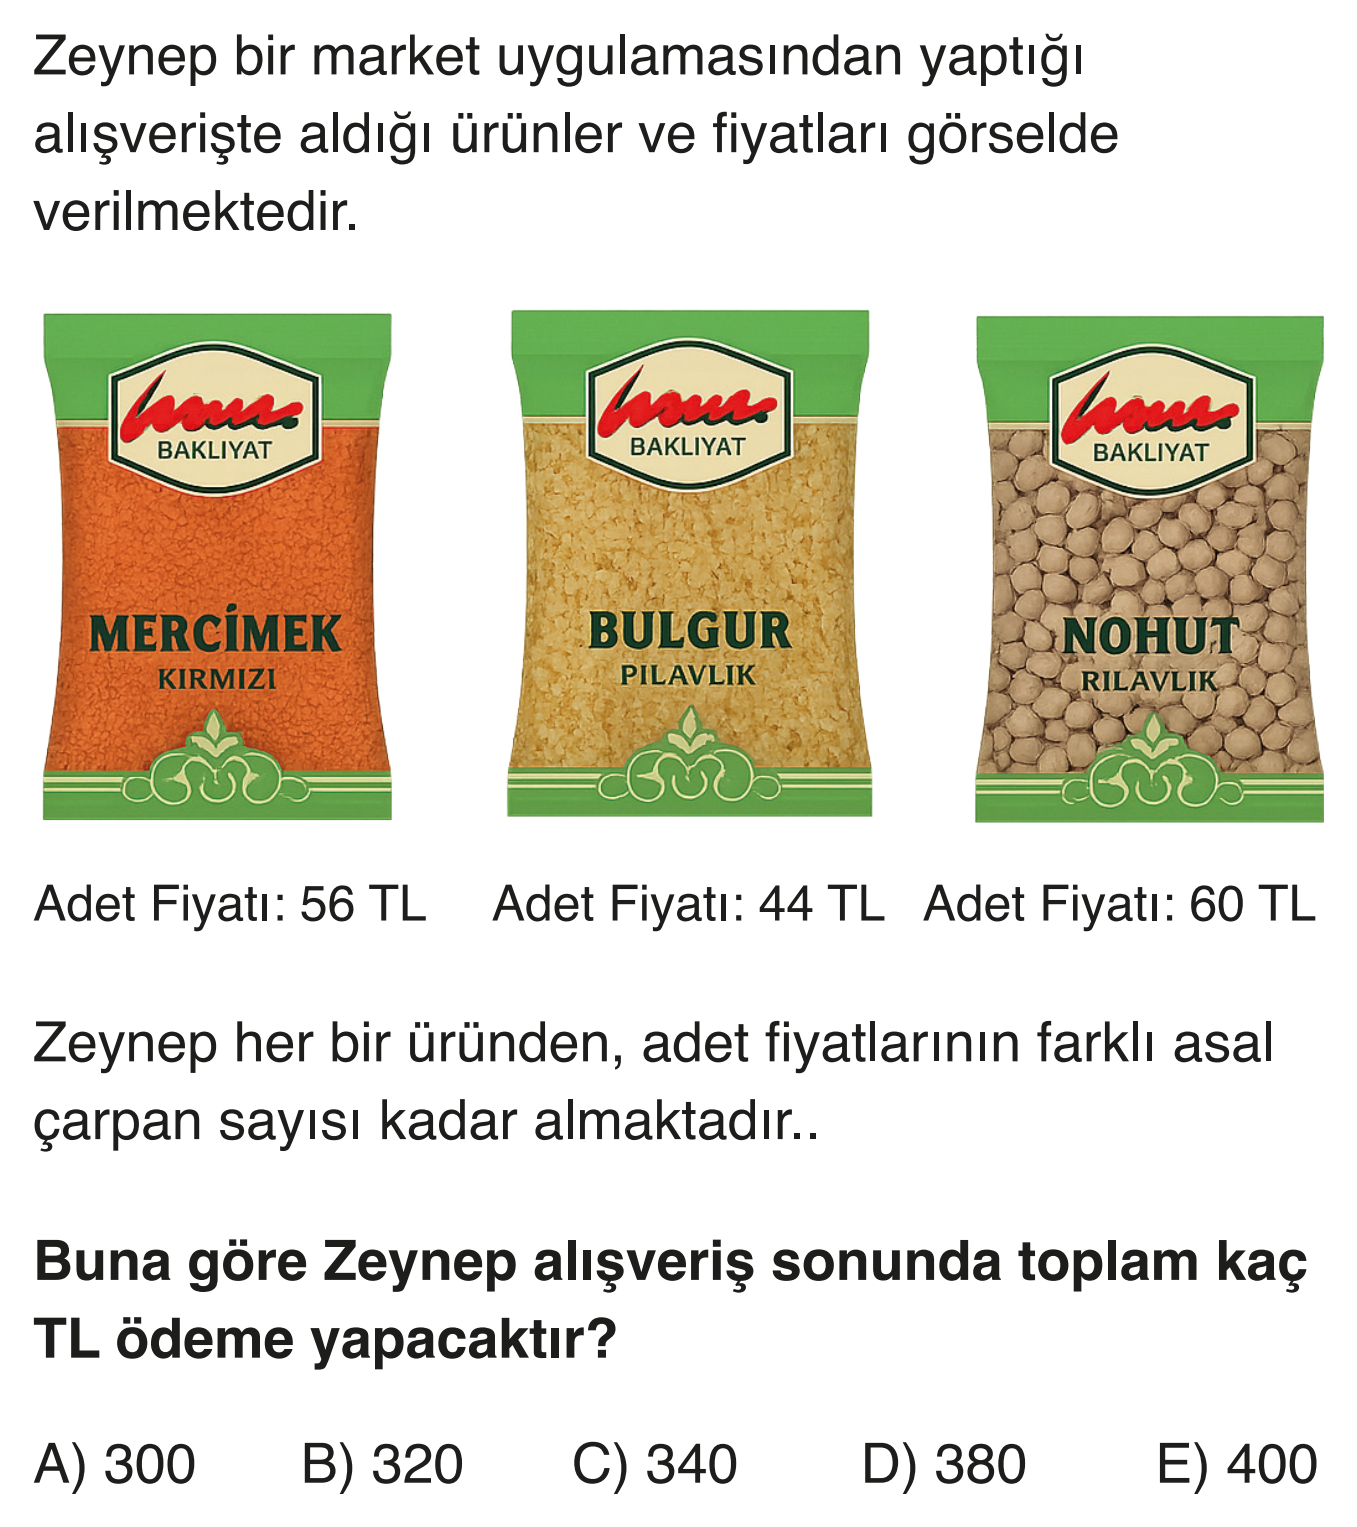 Zeynep bir market uygulamasından yaptığı
alışverişte aldığı ürünler ve fiyatları görselde
verilmektedir.
BAKLIYAT
MERCİMEK
KIRMIZI
BAKLIYAT
BULGUR
PILAVLIK
BAKLIYAT
NOHUT
RILAVLIK
Adet Fiyatı: 56 TL
Adet Fiyatı: 44 TL
Adet Fiyatı: 60 TL
Zeynep her bir üründen, adet fiyatlarının farklı asal
çarpan sayısı kadar almaktadır..
Buna göre Zeynep alışveriş sonunda toplam kaç
TL ödeme yapacaktır?
A) 300 B) 320 C) 340 D) 380 E) 400